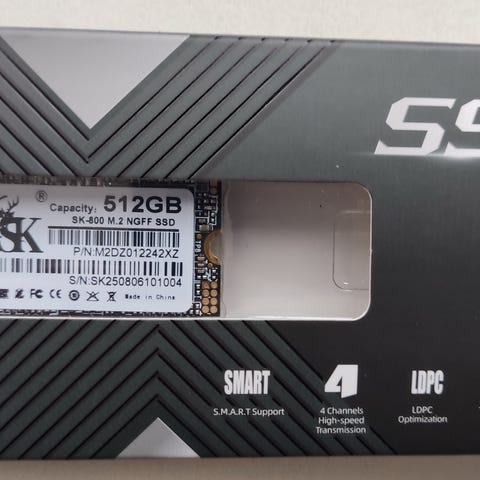 SS
®
SK
Capacity: 512GB
SK-800 M.2 NGFF SSD
P/N:M2DZ012242XZ
S/N:SK250806101004
Made in China
TP8
SMART
S.M.A.R.T Support
4
4 Channels
High-speed
Transmission
LDPC
LDPC
Optimization